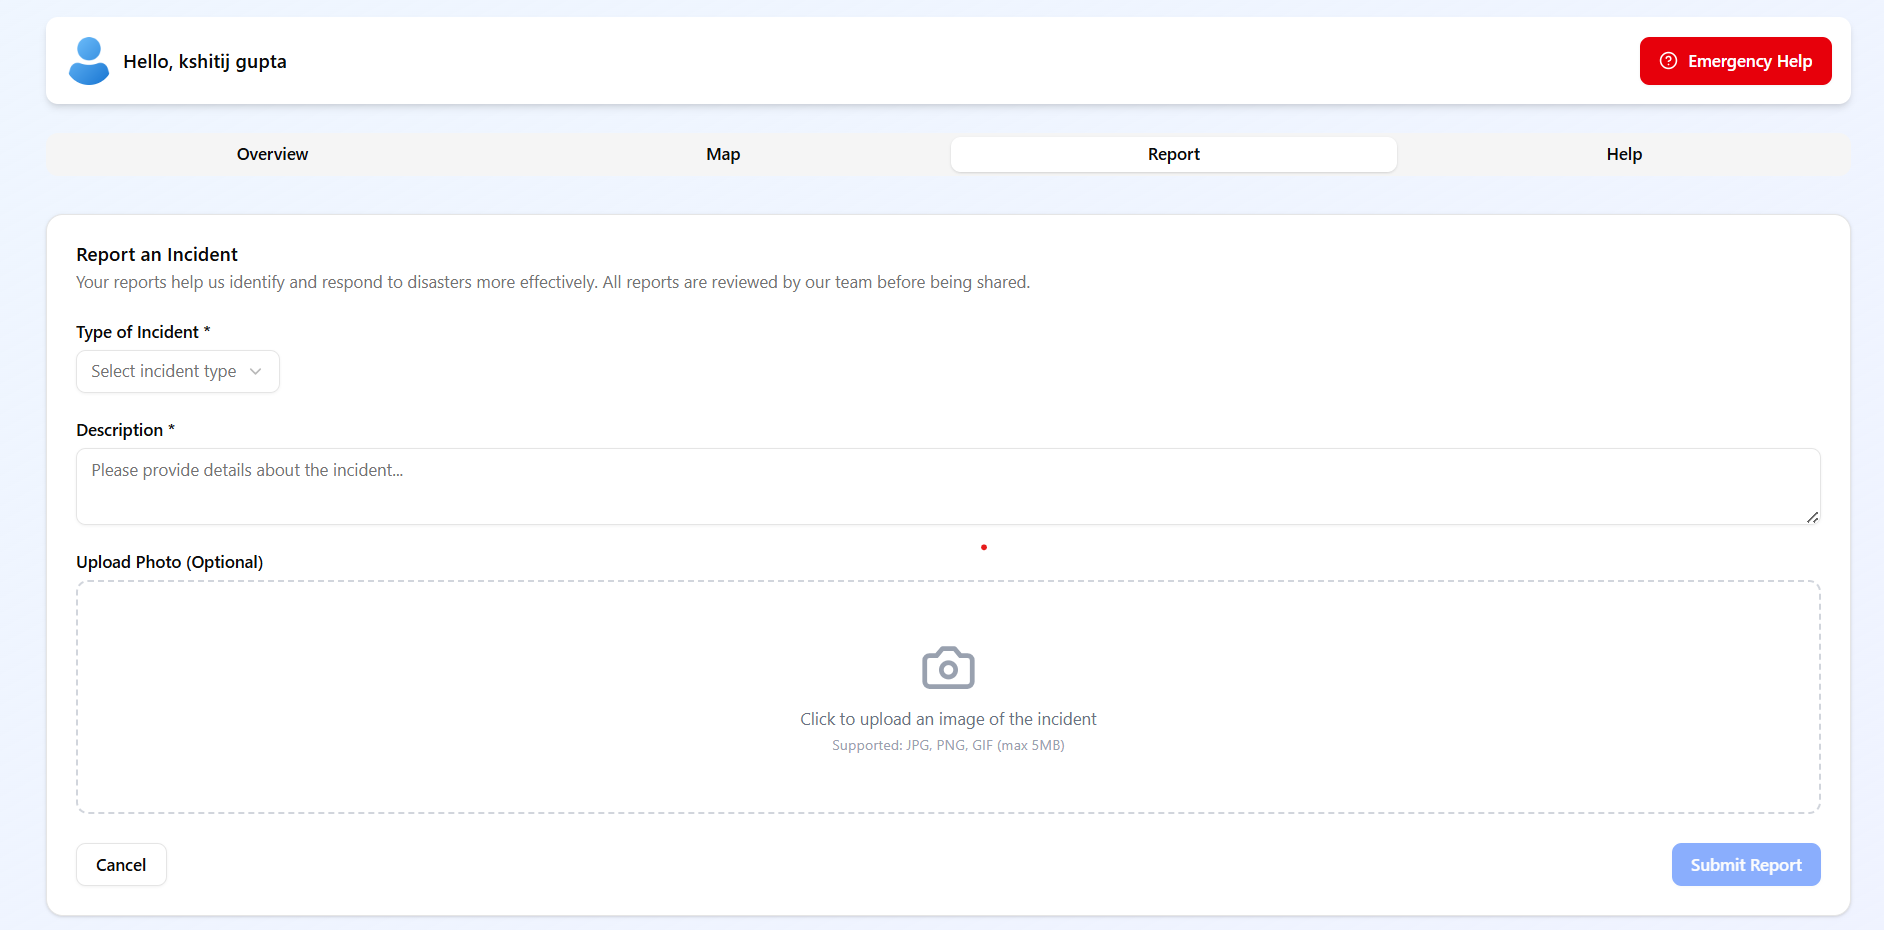 Hello, kshitij gupta
Emergency Help
Overview
Map
Report
Help
Report an Incident
Your reports help us identify and respond to disasters more effectively. All reports are reviewed by our team before being shared.
Type of Incident *
Select incident type
Description *
Please provide details about the incident...
Upload Photo (Optional)
Click to upload an image of the incident
Supported: JPG, PNG, GIF (max 5MB)
Cancel
Submit Report